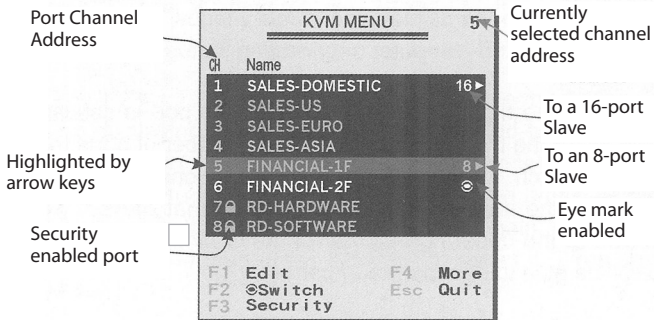 Port Channel
Address
KVM MENU
5
Currently
selected channel
address
CH Name
1 SALES-DOMESTIC 16
2 SALES-US
3 SALES-EURO
4 SALES-ASIA
5 FINANCIAL-1F 8
6 FINANCIAL-2F
7 RD-HARDWARE
8 RD-SOFTWARE
To a 16-port
Slave
To an 8-port
Slave
Highlighted by
arrow keys
Eye mark
enabled
Security
enabled port
F1 Edit F4 More
F2 Switch Esc Quit
F3 Security